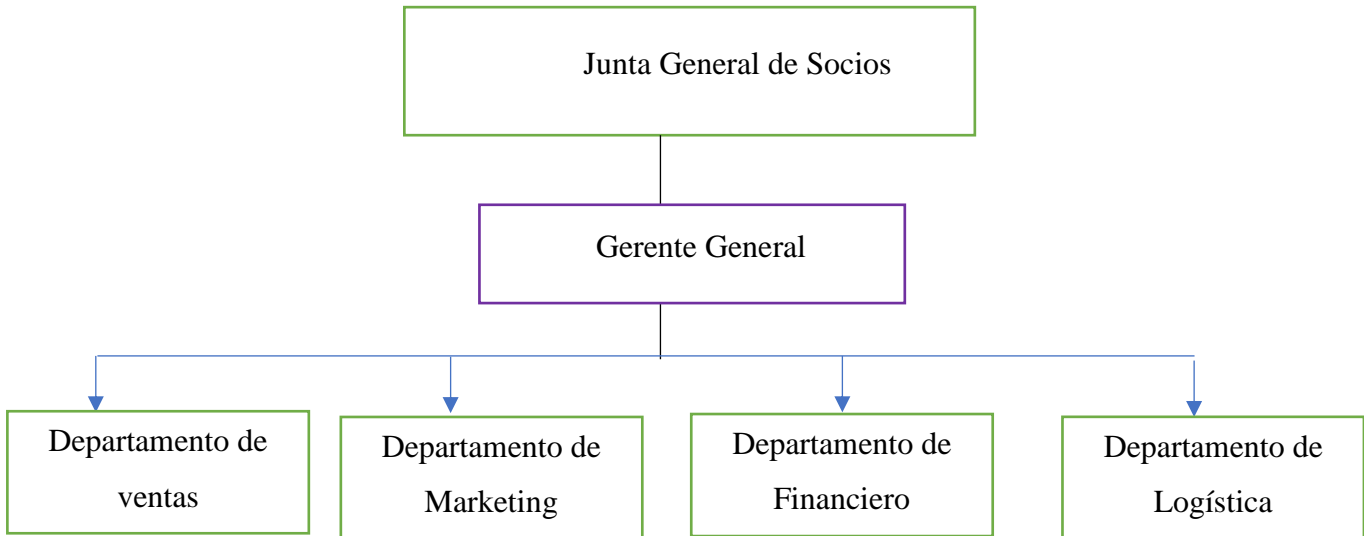 Junta General de Socios
Gerente General
Departamento de
ventas
Departamento de
Marketing
Departamento de
Financiero
Departamento de
Logística